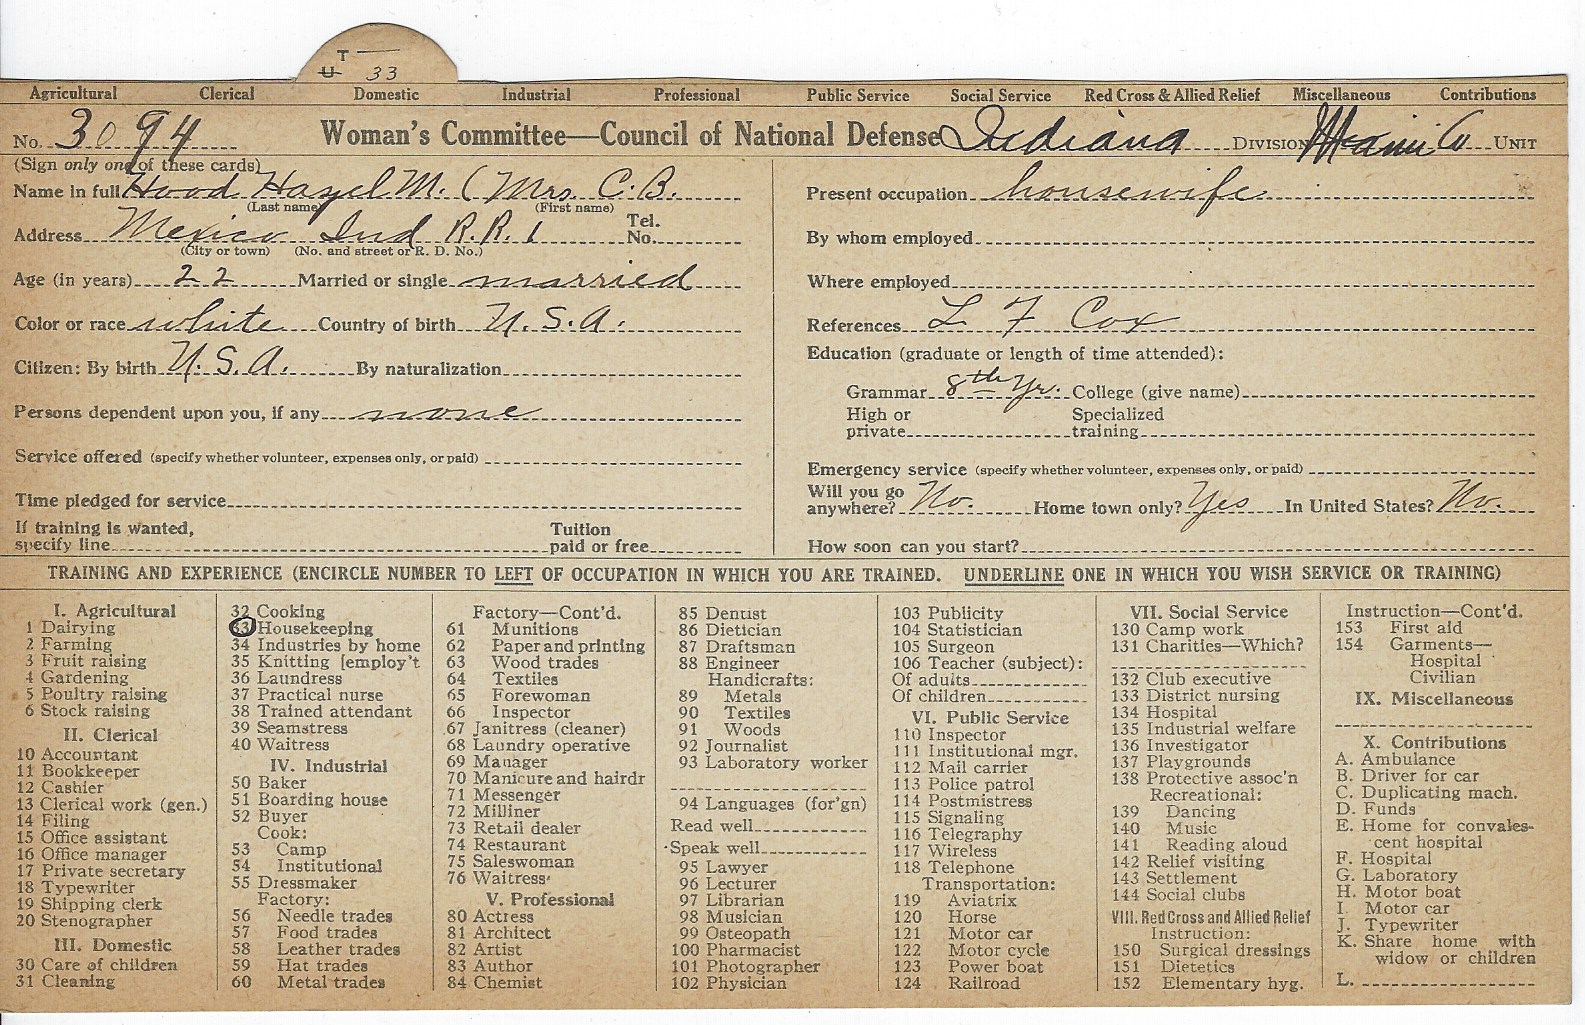 T
U 33
Agricultural Clerical Domestic Industrial Professional Public Service Social Service Red Cross & Allied Relief Miscellaneous Contributions
No. 3094 Woman's Committee—Council of National Defense Indiana DIVISION Miami Co UNIT
(Sign only one of these cards)
Name in full Hood Hazel M. (Mrs. C. B.
(Last name) (First name)
Address Mexico Ind R.R. 1 Tel. No.
(City or town) (No. and street or R. D. No.)
Age (in years) 22 Married or single married
Color or race white Country of birth U.S.A.
Citizen: By birth U.S.A. By naturalization
Persons dependent upon you, if any none
Service offered (specify whether volunteer, expenses only, or paid)
Time pledged for service
If training is wanted, specify line Tuition paid or free
Present occupation housewife
By whom employed
Where employed
References L F Cox
Education (graduate or length of time attended):
Grammar 8th yr. College (give name)
High or private Specialized training
Emergency service (specify whether volunteer, expenses only, or paid)
Will you go anywhere? No. Home town only? Yes In United States? No.
How soon can you start?
TRAINING AND EXPERIENCE (ENCIRCLE NUMBER TO LEFT OF OCCUPATION IN WHICH YOU ARE TRAINED. UNDERLINE ONE IN WHICH YOU WISH SERVICE OR TRAINING)
I. Agricultural
1 Dairying
2 Farming
3 Fruit raising
4 Gardening
5 Poultry raising
6 Stock raising
II. Clerical
10 Accountant
11 Bookkeeper
12 Cashier
13 Clerical work (gen.)
14 Filing
15 Office assistant
16 Office manager
17 Private secretary
18 Typewriter
19 Shipping clerk
20 Stenographer
III. Domestic
30 Care of children
31 Cleaning
32 Cooking
33 Housekeeping
34 Industries by home
35 Knitting [employ't
36 Laundress
37 Practical nurse
38 Trained attendant
39 Seamstress
40 Waitress
IV. Industrial
50 Baker
51 Boarding house
52 Buyer
Cook:
53 Camp
54 Institutional
55 Dressmaker
Factory:
56 Needle trades
57 Food trades
58 Leather trades
59 Hat trades
60 Metal trades
Factory—Cont'd.
61 Munitions
62 Paper and printing
63 Wood trades
64 Textiles
65 Forewoman
66 Inspector
67 Janitress (cleaner)
68 Laundry operative
69 Manager
70 Manicure and hairdr
71 Messenger
72 Milliner
73 Retail dealer
74 Restaurant
75 Saleswoman
76 Waitress
V. Professional
80 Actress
81 Architect
82 Artist
83 Author
84 Chemist
85 Dentist
86 Dietician
87 Draftsman
88 Engineer
Handicrafts:
89 Metals
90 Textiles
91 Woods
92 Journalist
93 Laboratory worker
94 Languages (for'gn)
Read well
Speak well
95 Lawyer
96 Lecturer
97 Librarian
98 Musician
99 Osteopath
100 Pharmacist
101 Photographer
102 Physician
103 Publicity
104 Statistician
105 Surgeon
106 Teacher (subject):
Of adults
Of children
VI. Public Service
110 Inspector
111 Institutional mgr.
112 Mail carrier
113 Police patrol
114 Postmistress
115 Signaling
116 Telegraphy
117 Wireless
118 Telephone
Transportation:
119 Aviatrix
120 Horse
121 Motor car
122 Motor cycle
123 Power boat
124 Railroad
VII. Social Service
130 Camp work
131 Charities—Which?
132 Club executive
133 District nursing
134 Hospital
135 Industrial welfare
136 Investigator
137 Playgrounds
138 Protective assoc'n
Recreational:
139 Dancing
140 Music
141 Reading aloud
142 Relief visiting
143 Settlement
144 Social clubs
VIII. Red Cross and Allied Relief
Instruction:
150 Surgical dressings
151 Dietetics
152 Elementary hyg.
Instruction—Cont'd.
153 First aid
154 Garments—
Hospital
Civilian
IX. Miscellaneous
X. Contributions
A. Ambulance
B. Driver for car
C. Duplicating mach.
D. Funds
E. Home for convales-
cent hospital
F. Hospital
G. Laboratory
H. Motor boat
I. Motor car
J. Typewriter
K. Share home with
widow or children
L.